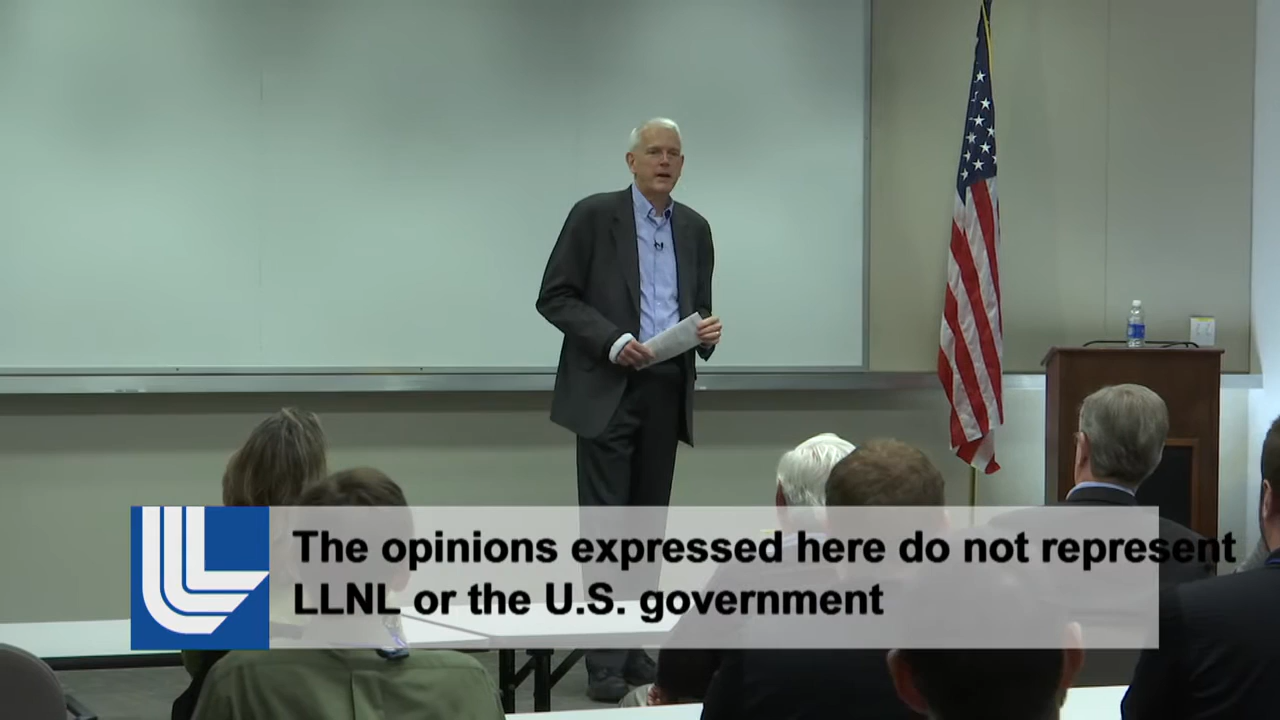 The opinions expressed here do not represent
LLNL or the U.S. government